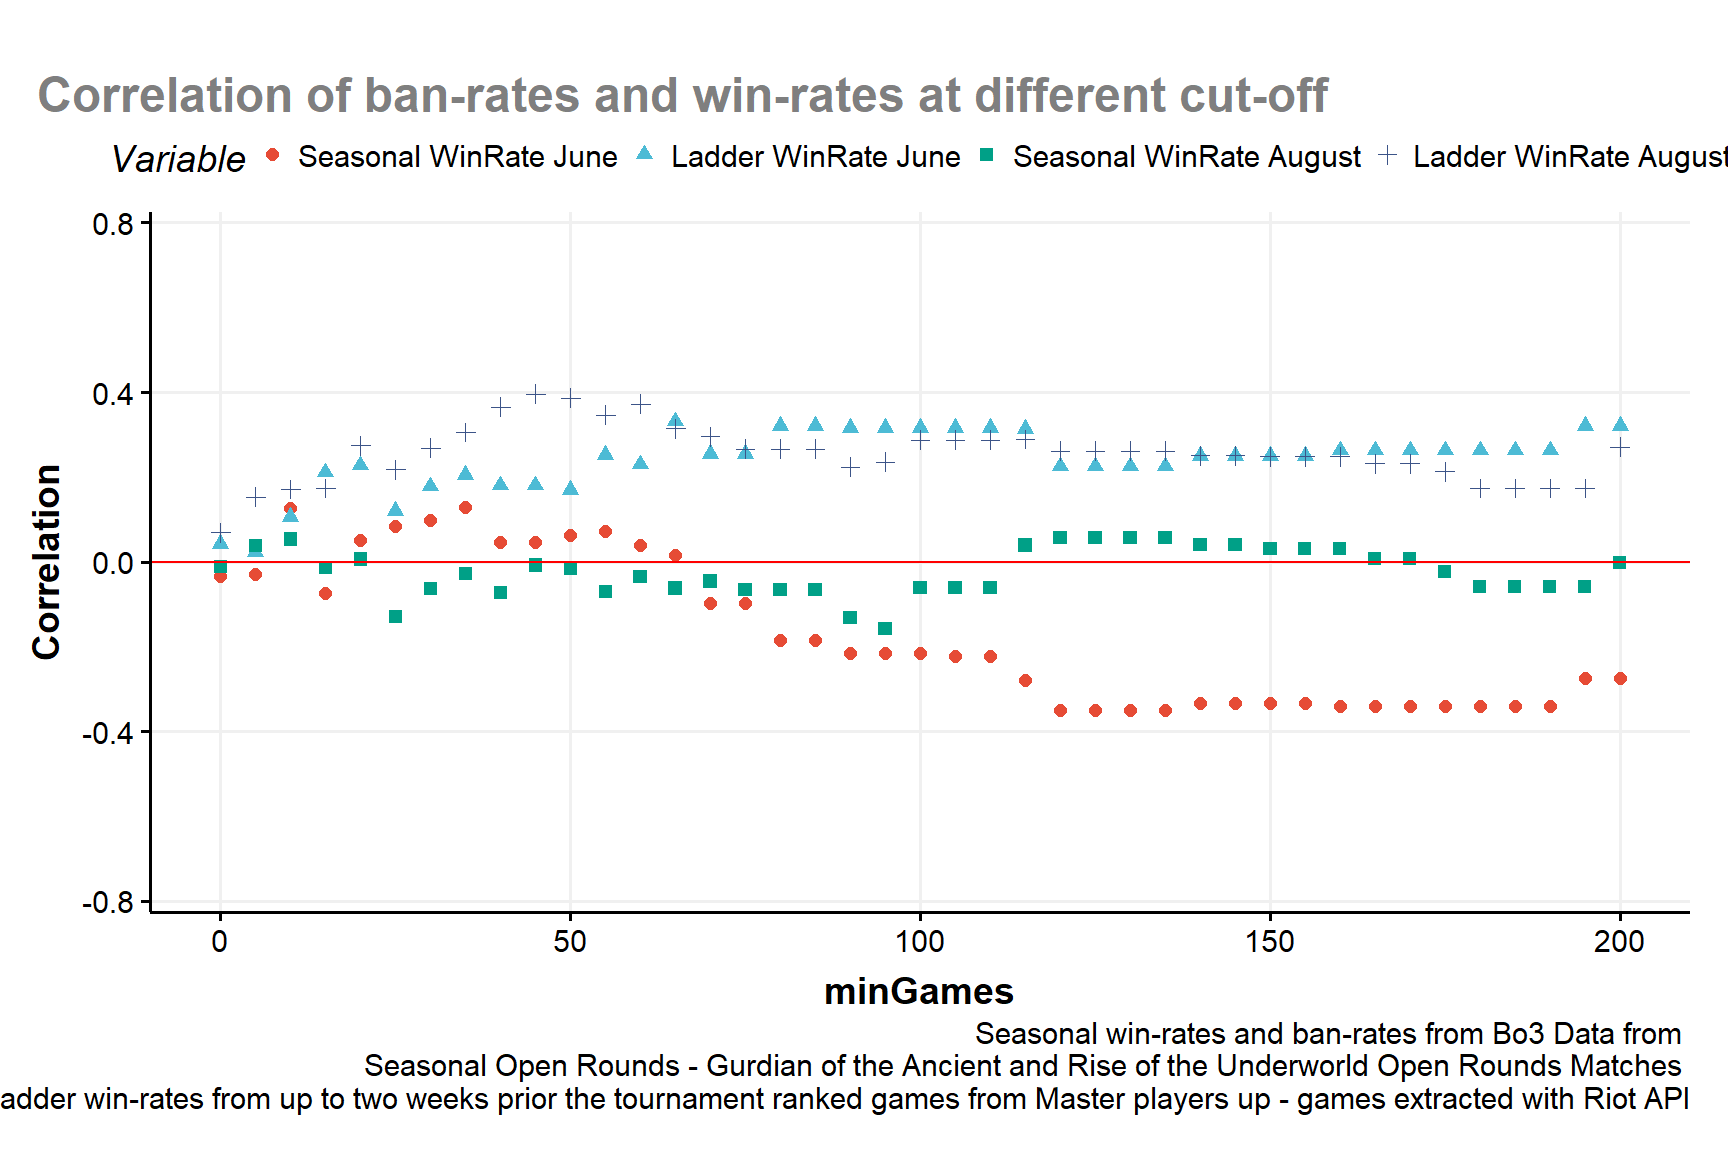 Correlation of ban-rates and win-rates at different cut-off
Variable Seasonal WinRate June Ladder WinRate June Seasonal WinRate August Ladder WinRate August
0.8
0.4
0.0
-0.4
-0.8
Correlation
0 50 100 150 200
minGames
Seasonal win-rates and ban-rates from Bo3 Data from
Seasonal Open Rounds - Gurdian of the Ancient and Rise of the Underworld Open Rounds Matches
adder win-rates from up to two weeks prior the tournament ranked games from Master players up - games extracted with Riot API